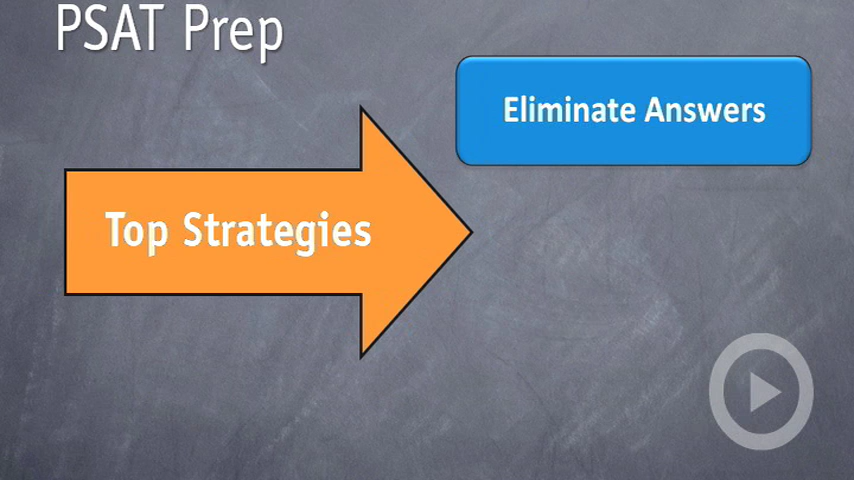 PSAT Prep
Eliminate Answers
Top Strategies